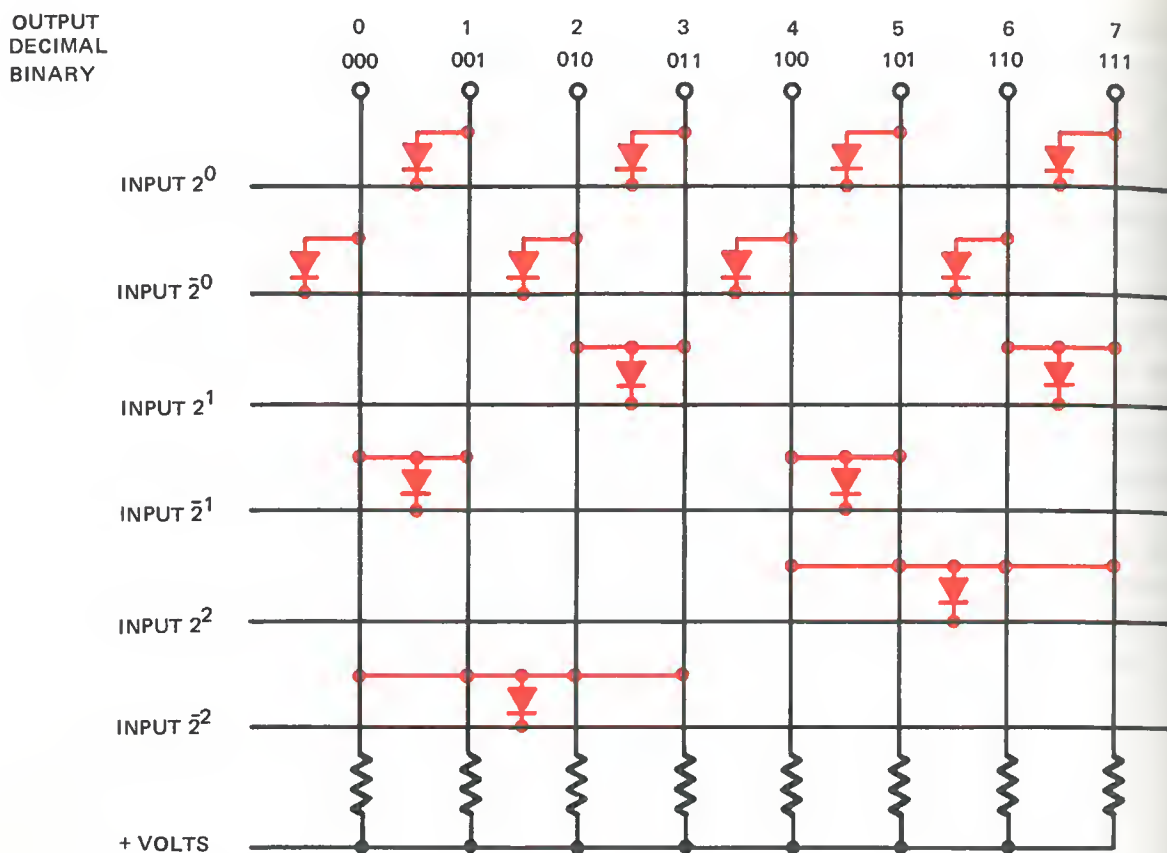 OUTPUT
DECIMAL 0 1 2 3 4 5 6 7
BINARY 000 001 010 011 100 101 110 111
INPUT 2⁰
INPUT 2̄⁰
INPUT 2¹
INPUT 2̄¹
INPUT 2²
INPUT 2̄²
+ VOLTS